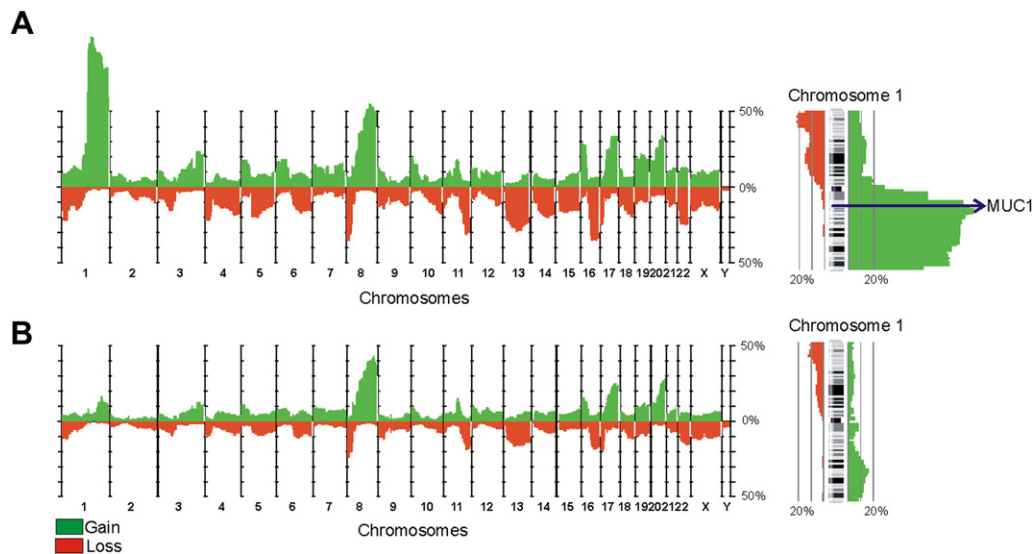 A
Chromosome 1
50%
0%
MUC1
50%
1 2 3 4 5 6 7 8 9 10 11 12 13 14 15 16 17 18 19 20 21 22 X Y
20% 20%
Chromosomes
B
Chromosome 1
50%
0%
50%
1 2 3 4 5 6 7 8 9 10 11 12 13 14 15 16 17 18 19 20 21 22 X Y
20% 20%
Gain
Chromosomes
Loss